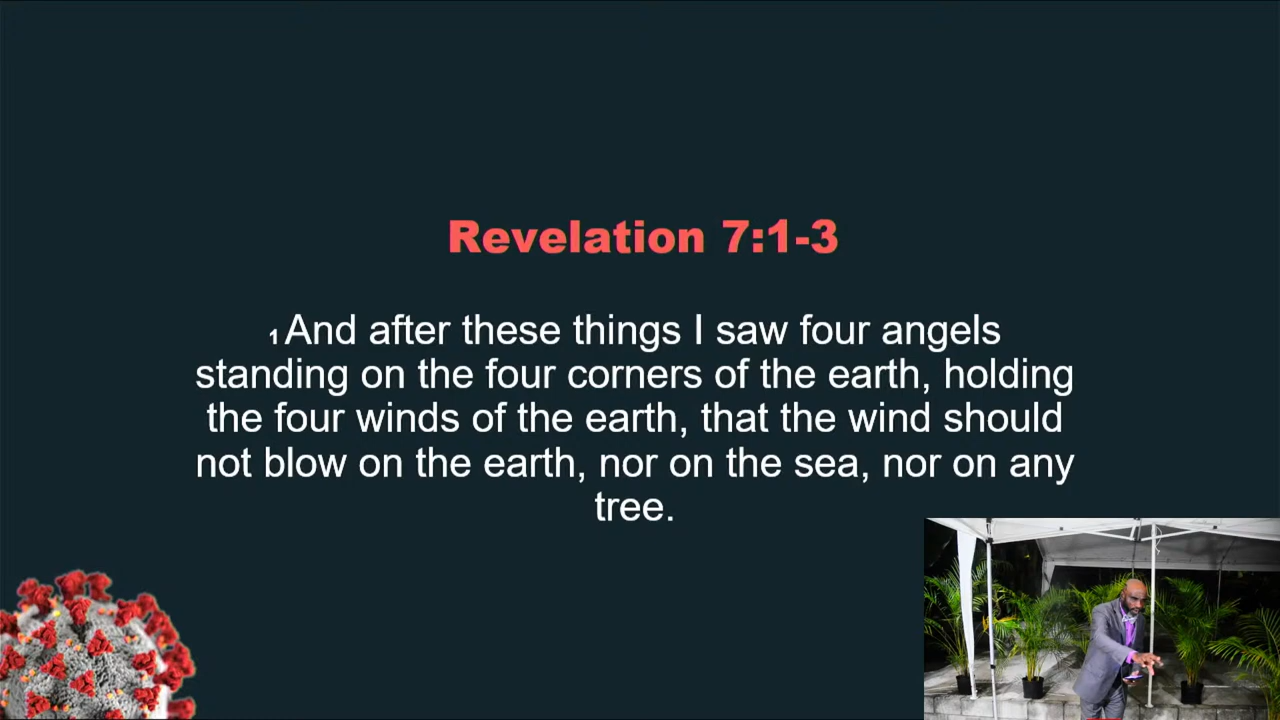 Revelation 7:1-3
1 And after these things I saw four angels
standing on the four corners of the earth, holding
the four winds of the earth, that the wind should
not blow on the earth, nor on the sea, nor on any
tree.